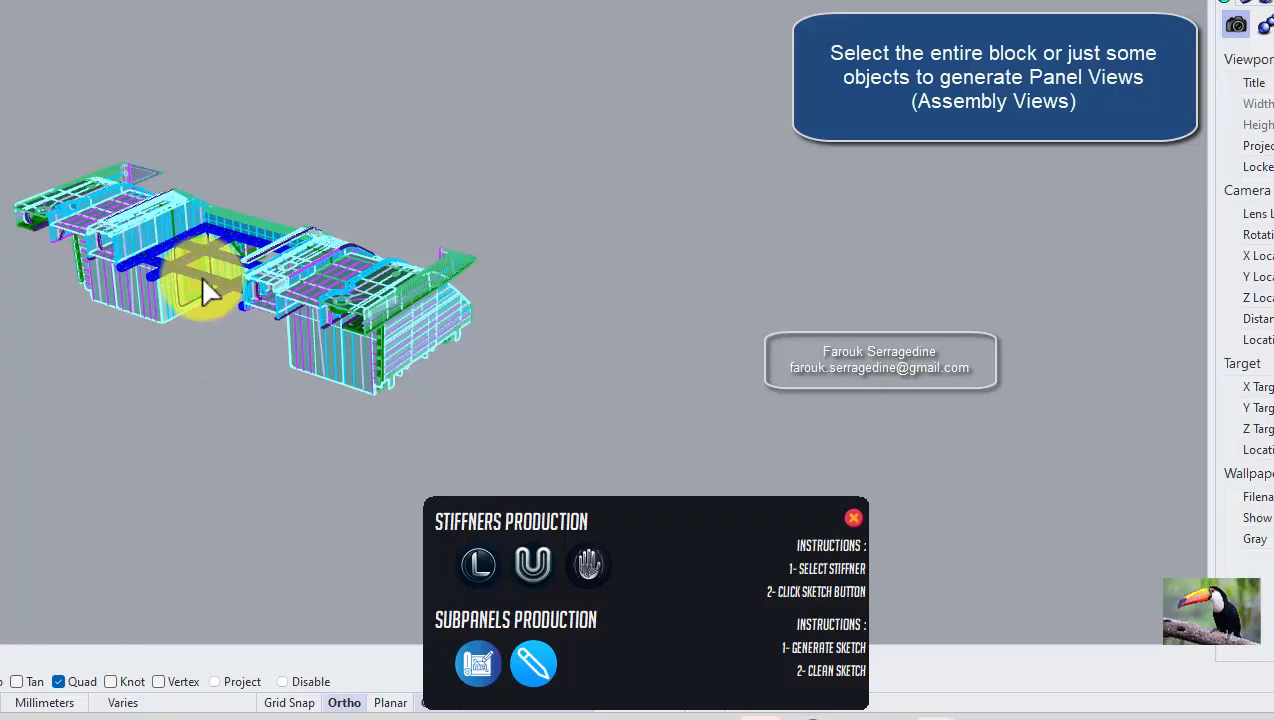 Select the entire block or just some
objects to generate Panel Views
(Assembly Views)
Viewpor
Title
Width
Heigh
Projec
Locke
Camera
Lens L
Rotati
X Loca
Y Loca
Z Loca
Distan
Locati
Target
X Targ
Y Targ
Z Targ
Locati
Wallpape
Filena
Show
Gray
Farouk Serragedine
farouk.serragedine@gmail.com
STIFFNERS PRODUCTION
INSTRUCTIONS :
1- SELECT STIFFNER
2- CLICK SKETCH BUTTON
SUBPANELS PRODUCTION
INSTRUCTIONS :
1- GENERATE SKETCH
2- CLEAN SKETCH
Tan Quad Knot Vertex Project Disable
Millimeters Varies Grid Snap Ortho Planar